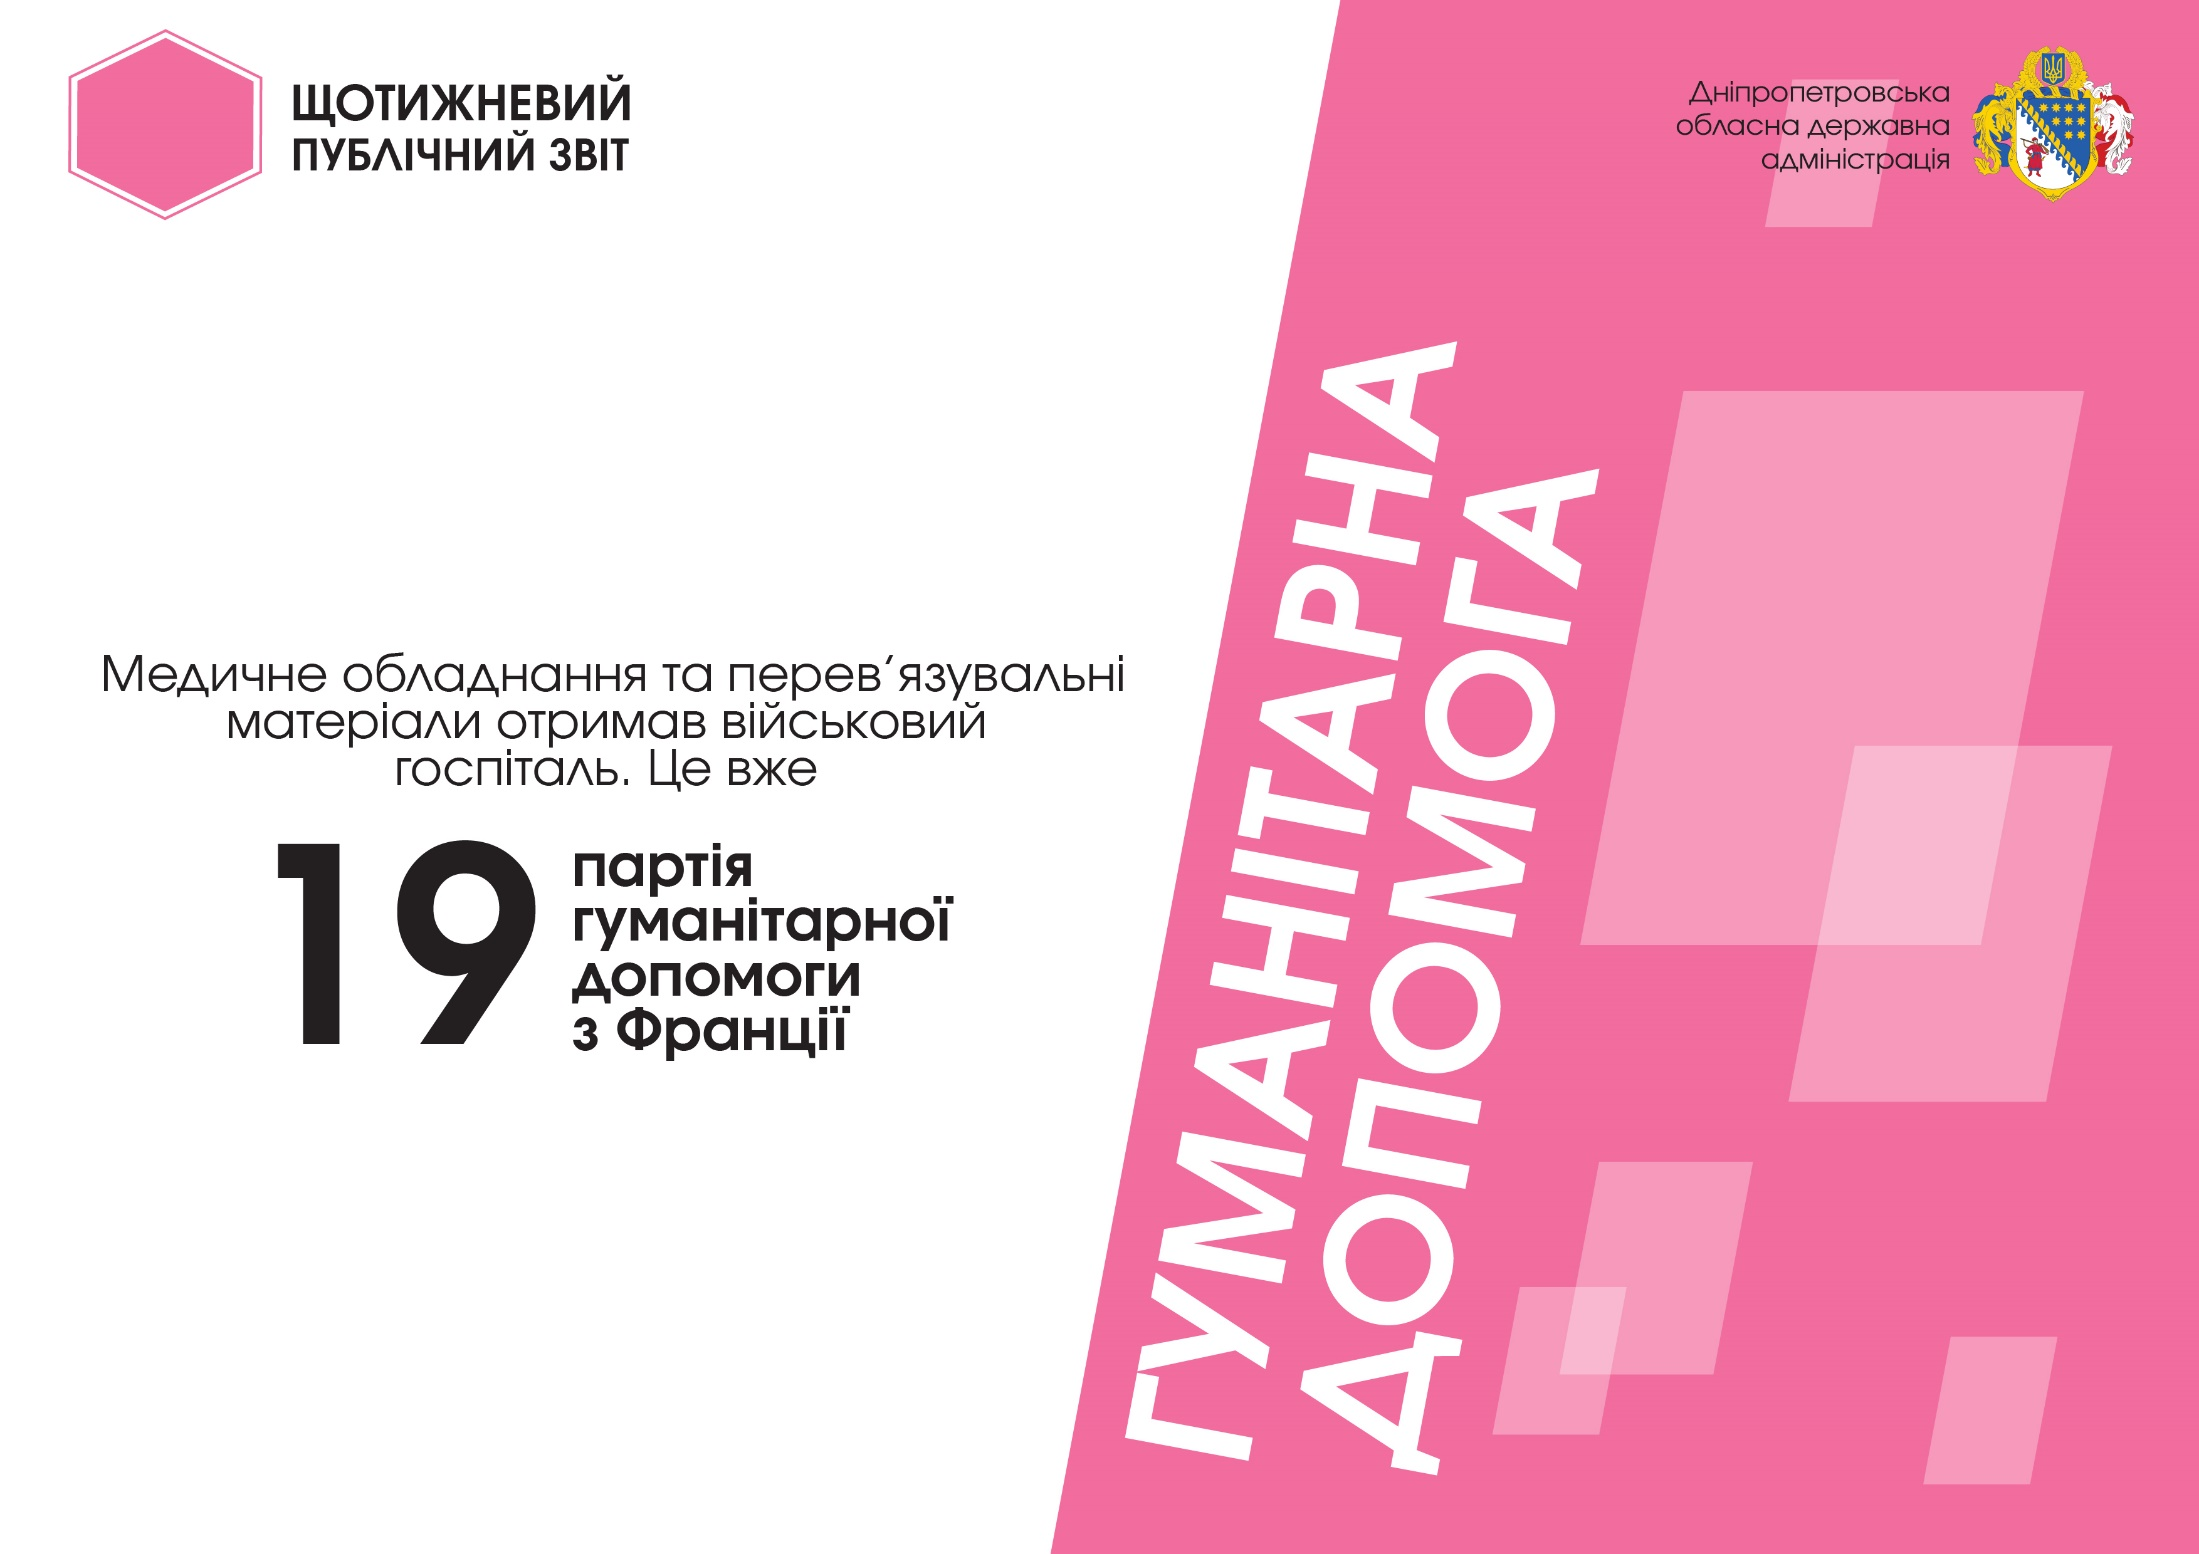 ЩОТИЖНЕВИЙ
ПУБЛІЧНИЙ ЗВІТ
Дніпропетровська
обласна державна
адміністрація
Медичне обладнання та перев’язувальні
матеріали отримав військовий
госпіталь. Це вже
19
партія
гуманітарної
допомоги
з Франції
ГУМАНІТАРНА
ДОПОМОГА